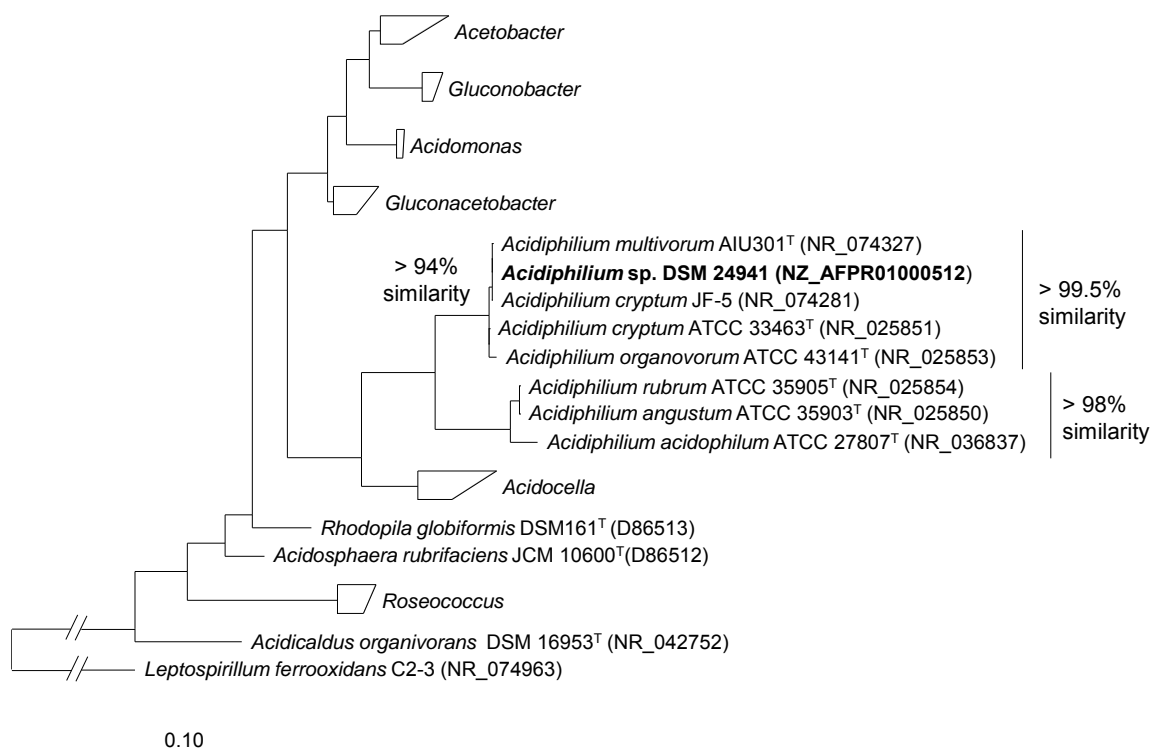 Acetobacter
Gluconobacter
Acidomonas
Gluconacetobacter
> 94%
similarity
Acidiphilium multivorum AIU301ᵀ (NR_074327)
Acidiphilium sp. DSM 24941 (NZ_AFPR01000512)
Acidiphilium cryptum JF-5 (NR_074281)
Acidiphilium cryptum ATCC 33463ᵀ (NR_025851)
Acidiphilium organovorum ATCC 43141ᵀ (NR_025853)
> 99.5%
similarity
Acidiphilium rubrum ATCC 35905ᵀ (NR_025854)
Acidiphilium angustum ATCC 35903ᵀ (NR_025850)
Acidiphilium acidophilum ATCC 27807ᵀ (NR_036837)
> 98%
similarity
Acidocella
Rhodopila globiformis DSM161ᵀ (D86513)
Acidosphaera rubrifaciens JCM 10600ᵀ(D86512)
Roseococcus
Acidicaldus organivorans DSM 16953ᵀ (NR_042752)
Leptospirillum ferrooxidans C2-3 (NR_074963)
0.10